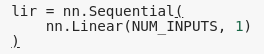 lir = nn.Sequential(
    nn.Linear(NUM_INPUTS, 1)
)